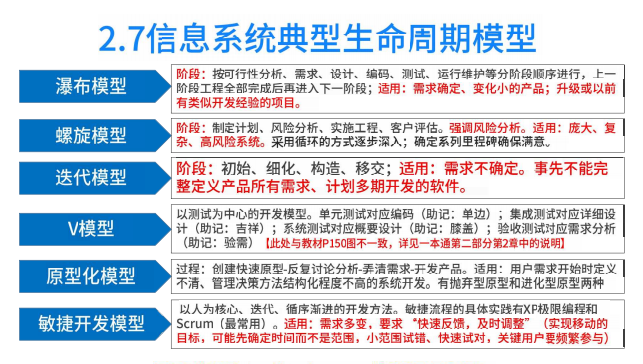 2.7信息系统典型生命周期模型
瀑布模型
阶段：按可行性分析、需求、设计、编码、测试、运行维护等分阶段顺序进行，上一
阶段工程全部完成后再进入下一阶段；适用：需求确定、变化小的产品；升级或以前
有类似开发经验的项目。
螺旋模型
阶段：制定计划、风险分析、实施工程、客户评估。强调风险分析。适用：庞大、复
杂、高风险系统。采用循环的方式逐步深入；确定系列里程碑确保满意。
迭代模型
阶段：初始、细化、构造、移交；适用：需求不确定。事先不能完
整定义产品所有需求、计划多期开发的软件。
V模型
以测试为中心的开发模型。单元测试对应编码（助记：单边）；集成测试对应详细设
计（助记：吉祥）；系统测试对应概要设计（助记：膝盖）；验收测试对应需求分析
（助记：验需）【此处与教材P150图不一致，详见一本通第二部分第2章中的说明】
原型化模型
过程：创建快速原型-反复讨论分析-弄清需求-开发产品。适用：用户需求开始时定义
不清、管理决策方法结构化程度不高的系统开发。有抛弃型原型和进化型原型两种
敏捷开发模型
以人为核心、迭代、循序渐进的开发方法。敏捷流程的具体实践有XP极限编程和
Scrum（最常用）。适用：需求多变，要求“快速反馈，及时调整”（实现移动的
目标，可能先确定时间而不是范围，小范围试错、快速试对，关键用户要频繁参与）